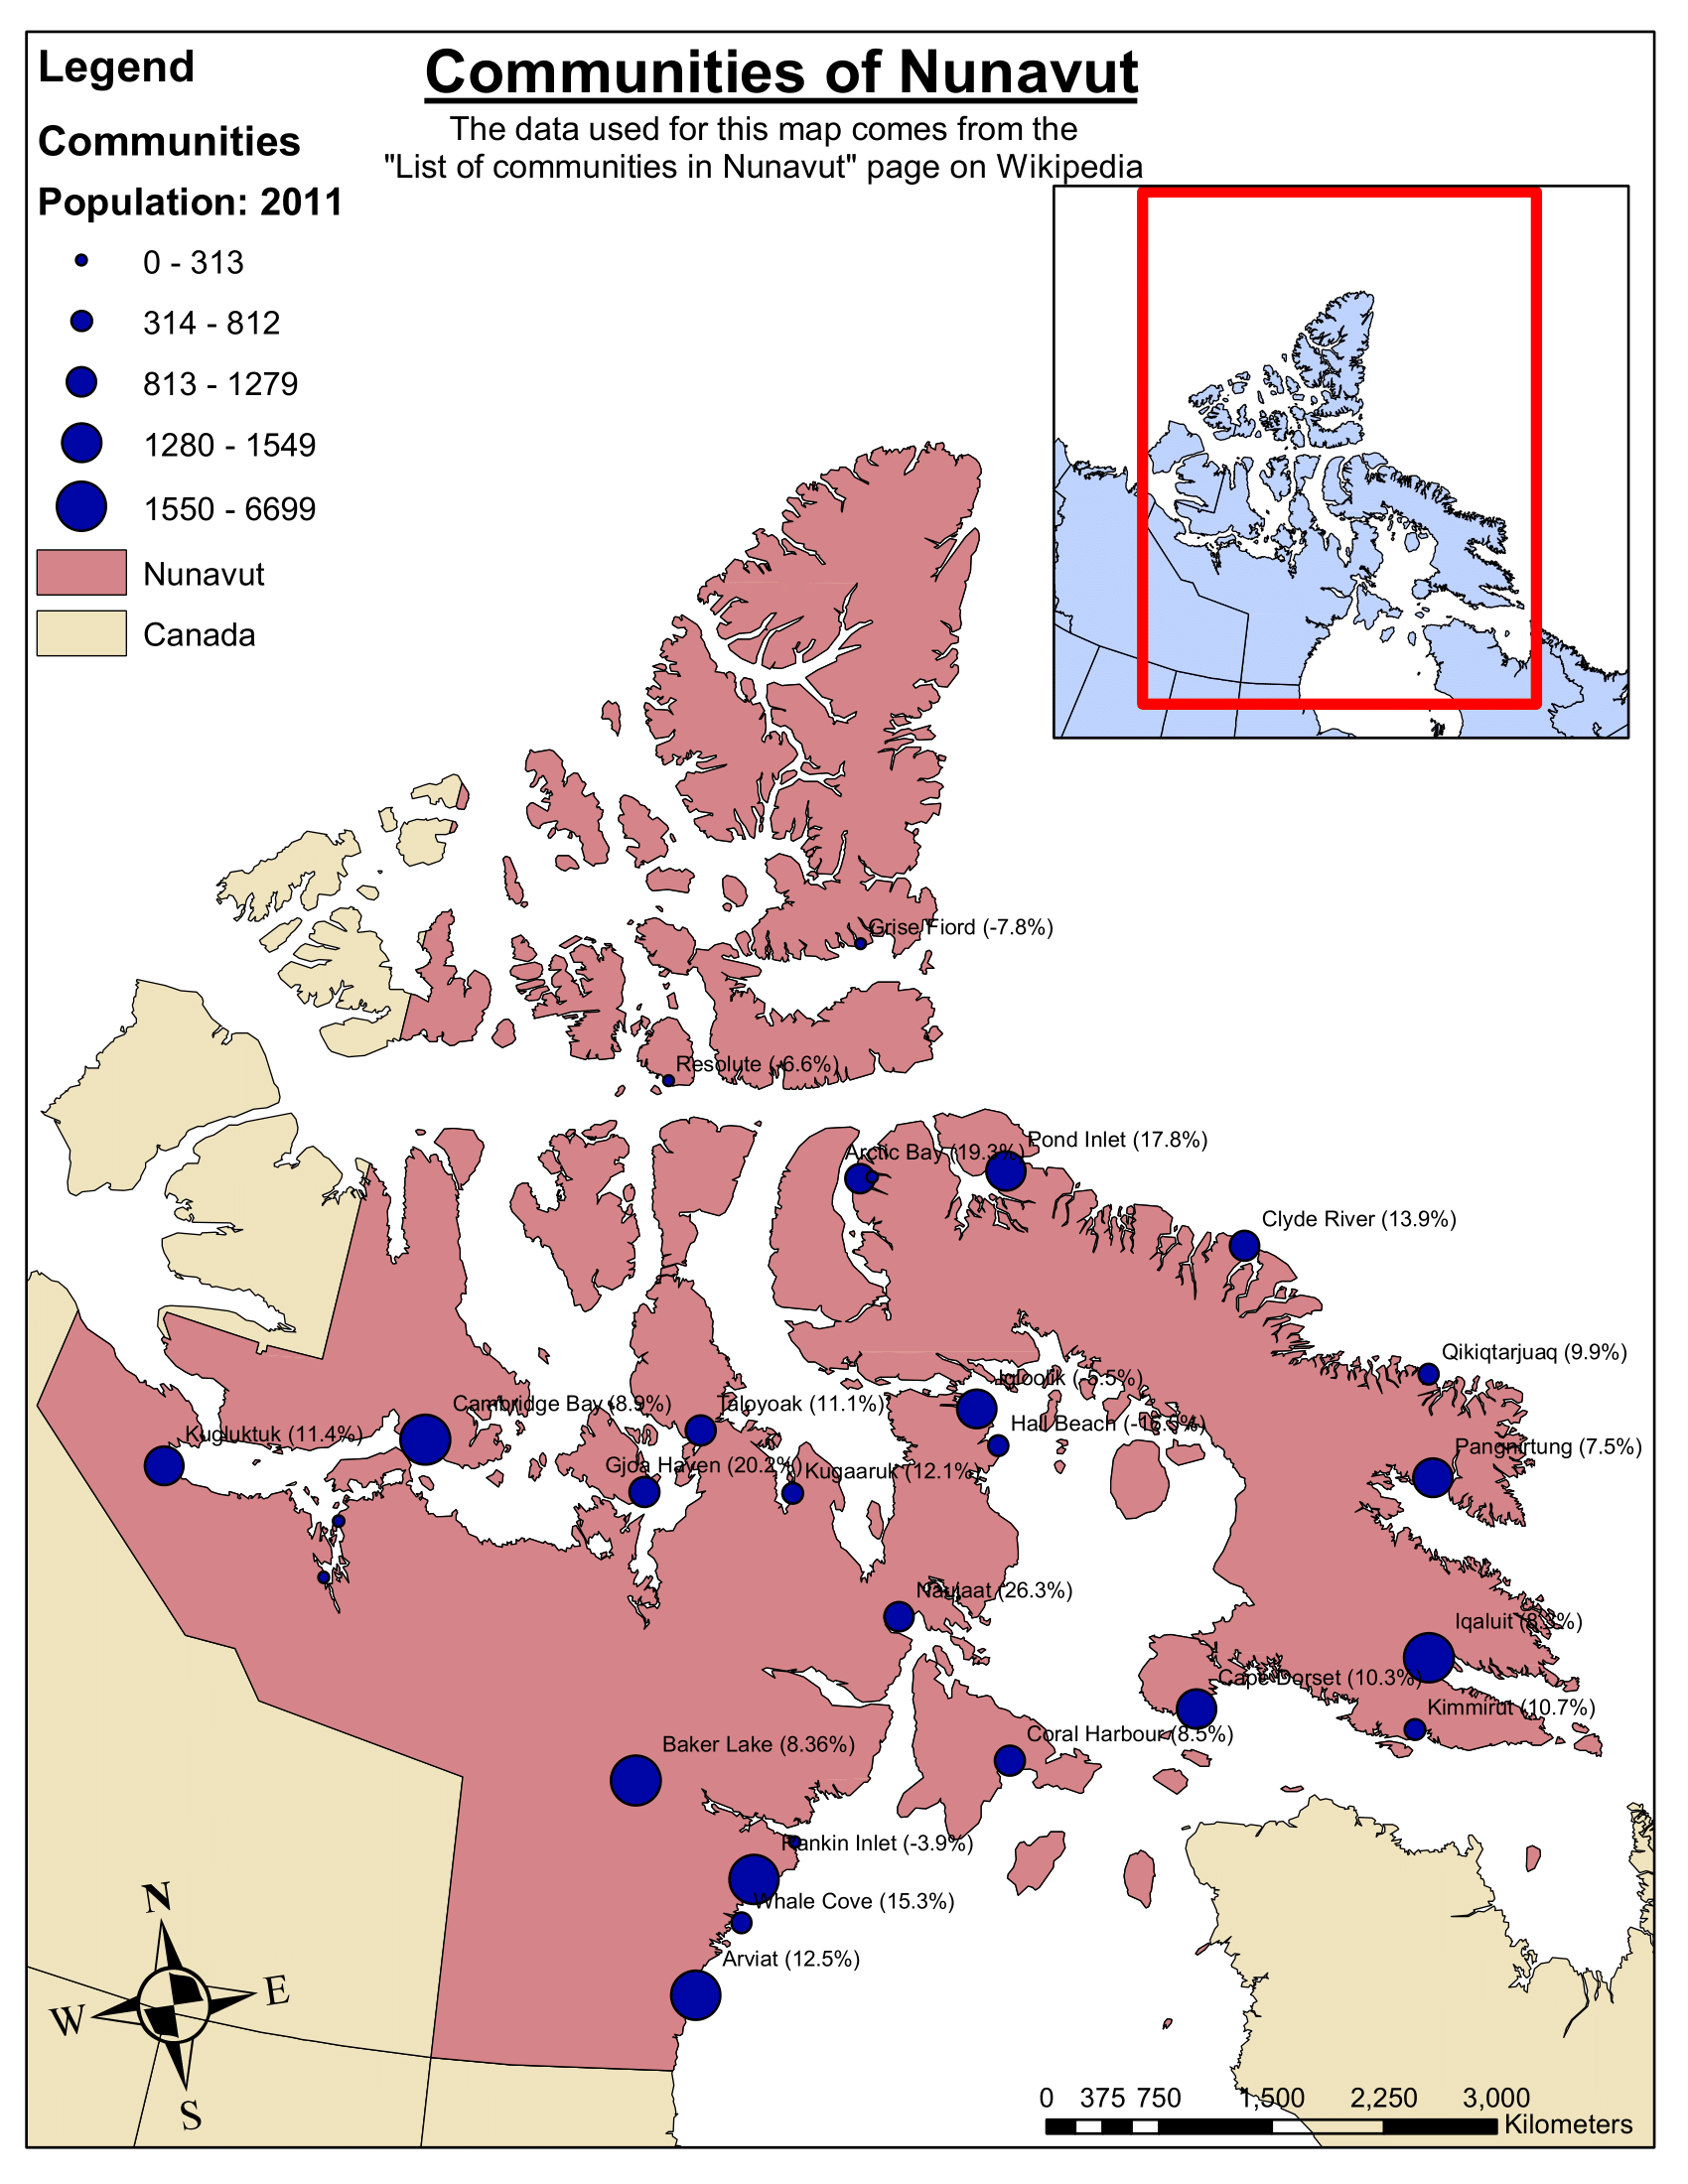 Communities of Nunavut
The data used for this map comes from the
"List of communities in Nunavut" page on Wikipedia
Legend
Communities
Population: 2011
0 - 313
314 - 812
813 - 1279
1280 - 1549
1550 - 6699
Nunavut
Canada
Grise Fiord (-7.8%)
Resolute (-6.6%)
Pond Inlet (17.8%)
Arctic Bay (19.3%)
Clyde River (13.9%)
Qikiqtarjuaq (9.9%)
Igloolik (-5.5%)
Cambridge Bay (8.9%)
Taloyoak (11.1%)
Hall Beach
Kugluktuk (11.4%)
Pangnirtung (7.5%)
Gjoa Haven (20.2%)
Kugaaruk (12.1%)
Naujaat (26.3%)
Iqaluit (8.3%)
Cape Dorset (10.3%)
Kimmirut (10.7%)
Coral Harbour (8.5%)
Baker Lake (8.36%)
Rankin Inlet (-3.9%)
Whale Cove (15.3%)
Arviat (12.5%)
N
W
E
S
0 375 750 1,500 2,250 3,000
Kilometers